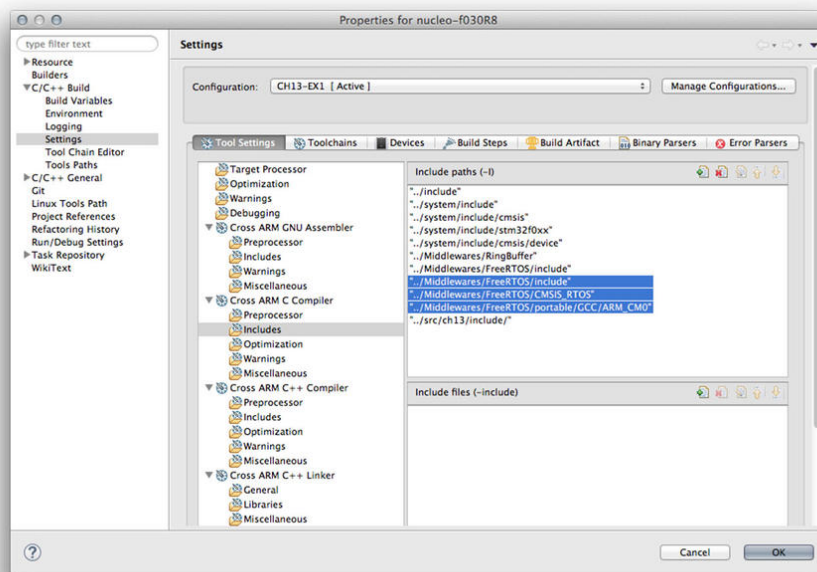 Properties for nucleo-f030R8
type filter text
Resource
Builders
C/C++ Build
Build Variables
Environment
Logging
Settings
Tool Chain Editor
Tools Paths
C/C++ General
Git
Linux Tools Path
Project References
Refactoring History
Run/Debug Settings
Task Repository
WikiText
Settings
Configuration: CH13-EX1 [ Active ] Manage Configurations...
Tool Settings Toolchains Devices Build Steps Build Artifact Binary Parsers Error Parsers
Target Processor
Optimization
Warnings
Debugging
Cross ARM GNU Assembler
Preprocessor
Includes
Warnings
Miscellaneous
Cross ARM C Compiler
Preprocessor
Includes
Optimization
Warnings
Miscellaneous
Cross ARM C++ Compiler
Preprocessor
Includes
Optimization
Warnings
Miscellaneous
Cross ARM C++ Linker
General
Libraries
Miscellaneous
Include paths (-I)
"../include"
"../system/include"
"../system/include/cmsis"
"../system/include/stm32f0xx"
"../system/include/cmsis/device"
"../Middlewares/RingBuffer"
"../Middlewares/FreeRTOS/include"
"../Middlewares/FreeRTOS/include"
"../Middlewares/FreeRTOS/CMSIS_RTOS"
"../Middlewares/FreeRTOS/portable/GCC/ARM_CM0"
"../src/ch13/include/"
Include files (-include)
Cancel OK